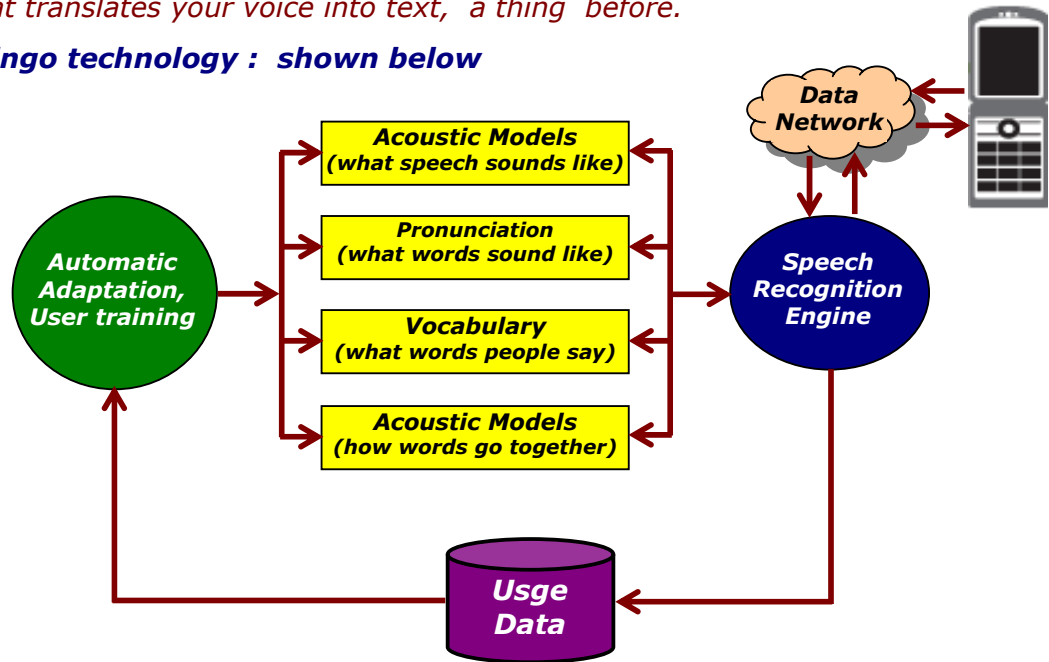 t translates your voice into text, a thing before.
ngo technology : shown below
Data
Network
Acoustic Models
(what speech sounds like)
Pronunciation
(what words sound like)
Automatic
Adaptation,
User training
Speech
Recognition
Engine
Vocabulary
(what words people say)
Acoustic Models
(how words go together)
Usge
Data